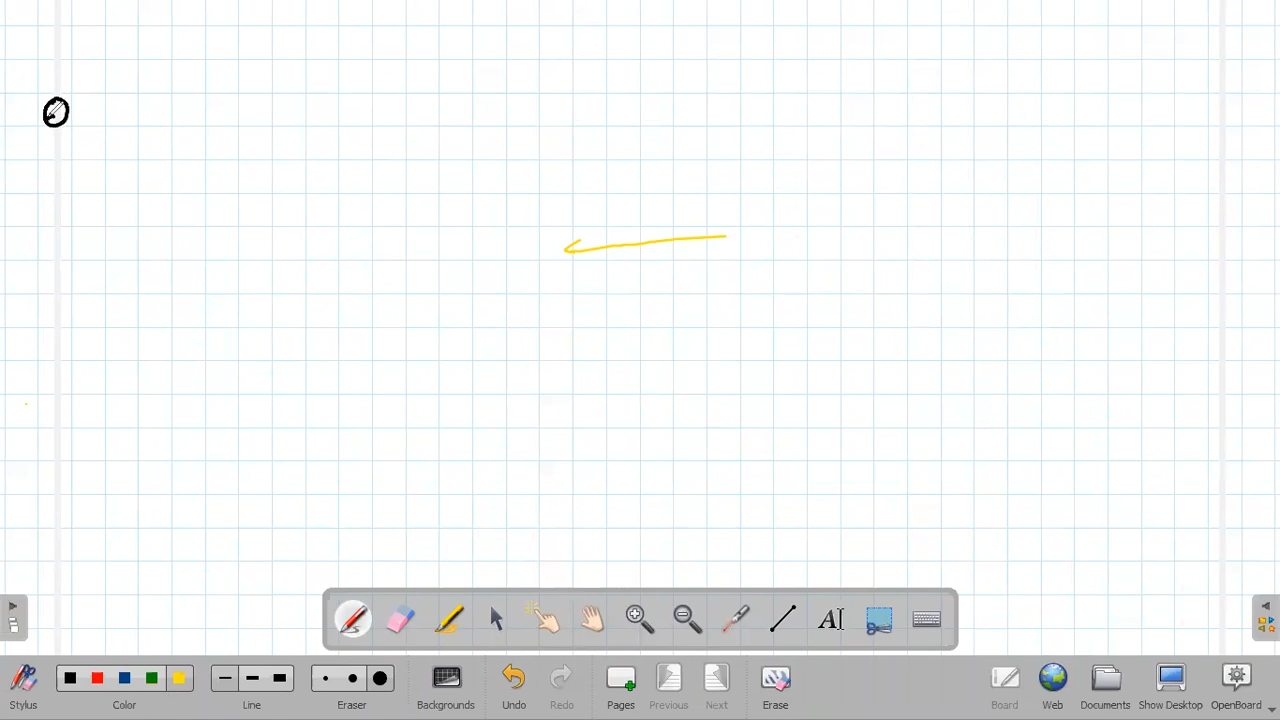 A
Stylus
Color
Line
Eraser
Backgrounds
Undo
Redo
Pages
Previous
Next
Erase
Board
Web
Documents
Show Desktop
OpenBoard